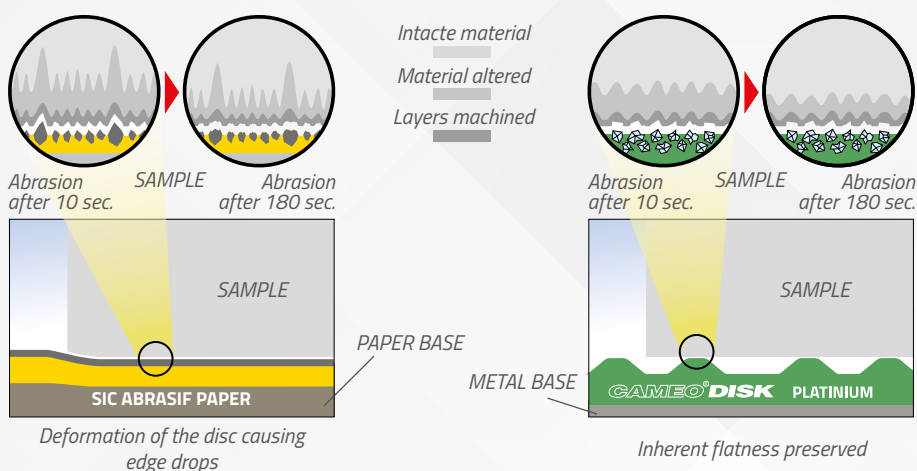 Intacte material
Material altered
Layers machined
Abrasion
after 10 sec.
SAMPLE
Abrasion
after 180 sec.
SAMPLE
PAPER BASE
SIC ABRASIF PAPER
Deformation of the disc causing
edge drops
Abrasion
after 10 sec.
SAMPLE
Abrasion
after 180 sec.
SAMPLE
METAL BASE
CAMEO® DISK PLATINIUM
Inherent flatness preserved